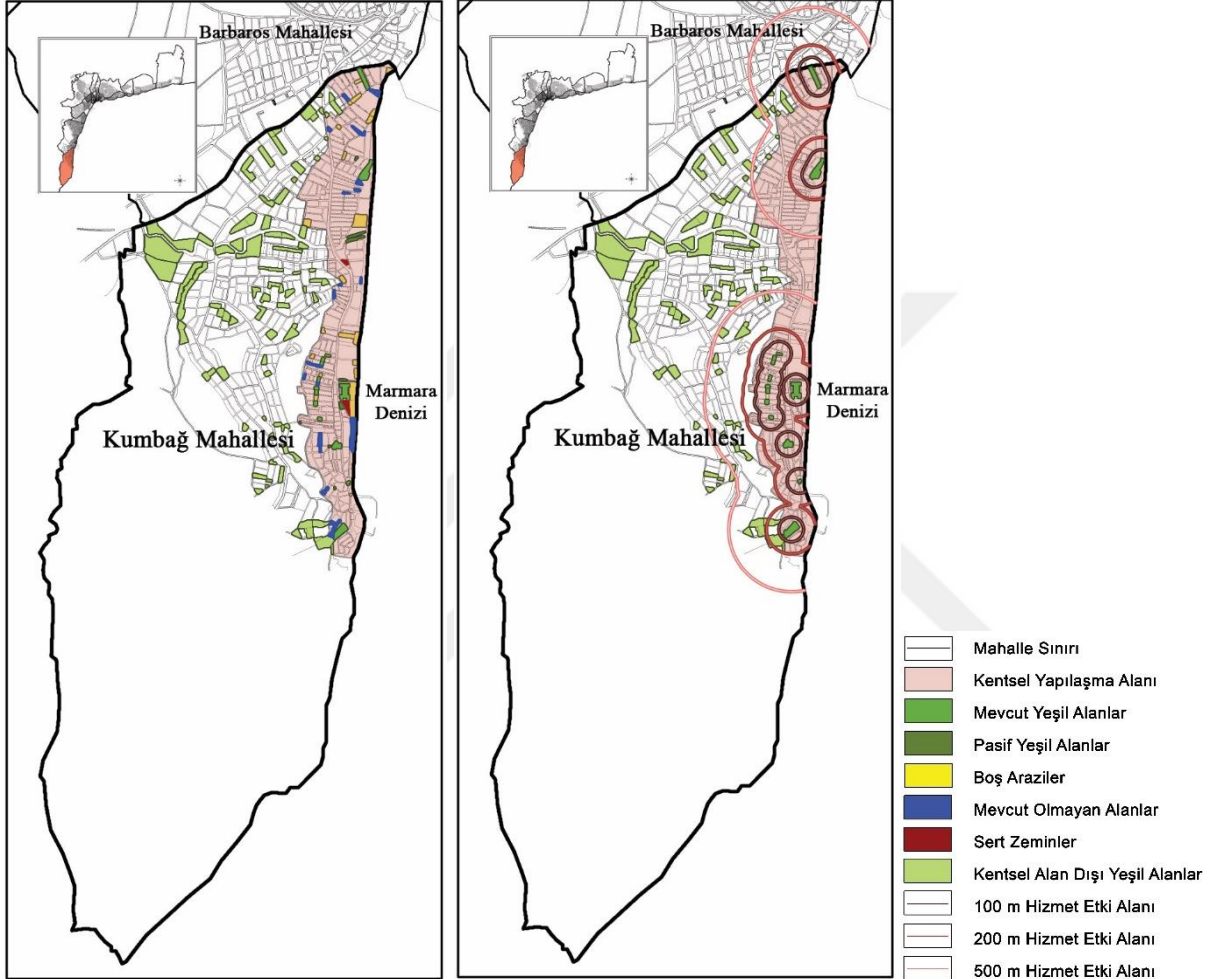 Barbaros Mahallesi
Marmara
Denizi
Kumbağ Mahallesi
Barbaros Mahallesi
Marmara
Denizi
Kumbağ Mahallesi
Mahalle Sınırı
Kentsel Yapılaşma Alanı
Mevcut Yeşil Alanlar
Pasif Yeşil Alanlar
Boş Araziler
Mevcut Olmayan Alanlar
Sert Zeminler
Kentsel Alan Dışı Yeşil Alanlar
100 m Hizmet Etki Alanı
200 m Hizmet Etki Alanı
500 m Hizmet Etki Alanı